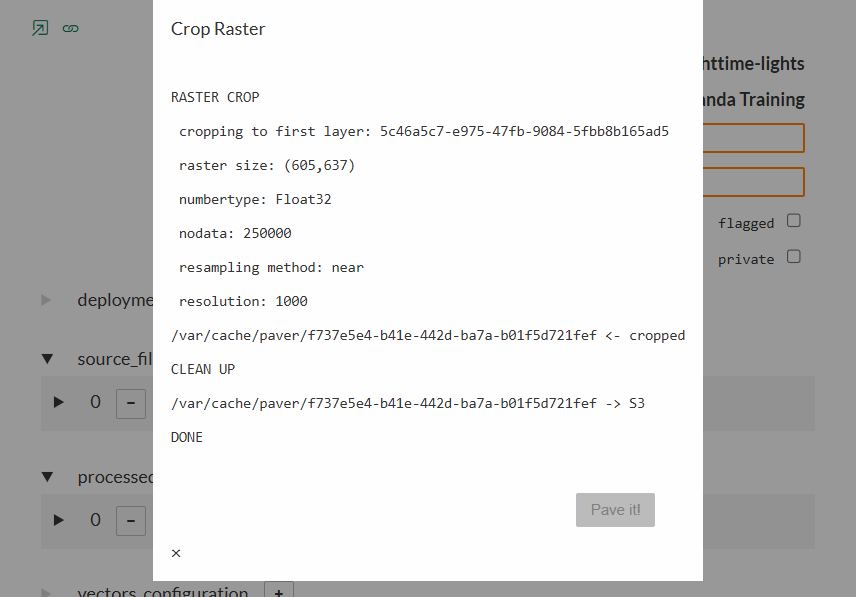 Crop Raster
httime-lights
nda Training
RASTER CROP
cropping to first layer: 5c46a5c7-e975-47fb-9084-5fbb8b165ad5
raster size: (605,637)
numbertype: Float32
flagged
nodata: 250000
private
resampling method: near
deployme
resolution: 1000
/var/cache/paver/f737e5e4-b41e-442d-ba7a-b01f5d721fef <- cropped
source_fil
CLEAN UP
0 -
/var/cache/paver/f737e5e4-b41e-442d-ba7a-b01f5d721fef -> S3
DONE
processed
Pave it!
0 -
×
vectors_configuration +